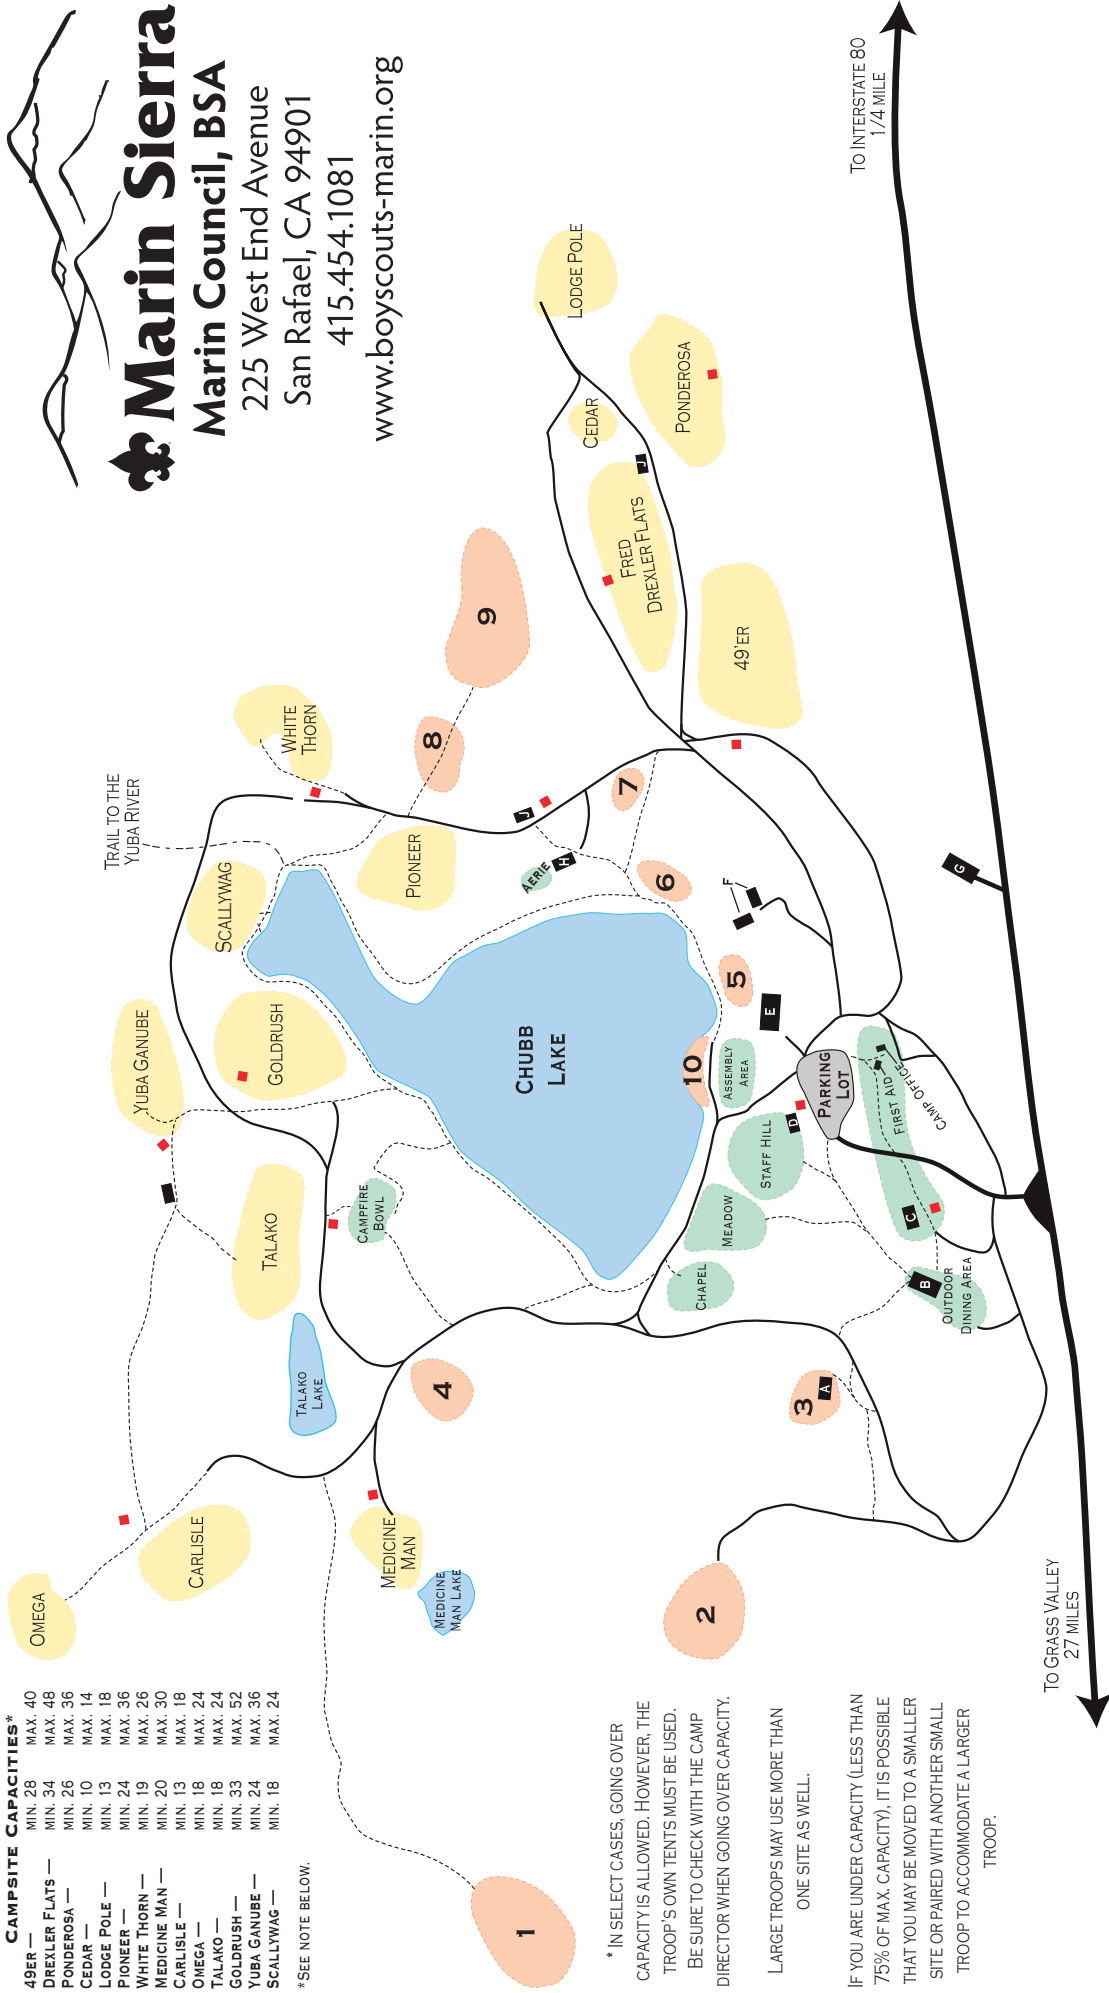 CAMPSITE CAPACITIES*
49ER — MIN. 28 MAX. 40
DREXLER FLATS — MIN. 34 MAX. 48
PONDEROSA — MIN. 26 MAX. 36
CEDAR — MIN. 10 MAX. 14
LODGE POLE — MIN. 13 MAX. 18
PIONEER — MIN. 24 MAX. 36
WHITE THORN — MIN. 19 MAX. 26
MEDICINE MAN — MIN. 20 MAX. 30
CARLISLE — MIN. 13 MAX. 18
OMEGA — MIN. 18 MAX. 24
TALAKO — MIN. 18 MAX. 24
GOLDRUSH — MIN. 33 MAX. 52
YUBA GANUBE — MIN. 24 MAX. 36
SCALLYWAG — MIN. 18 MAX. 24
*SEE NOTE BELOW.
Marin Sierra
Marin Council, BSA
225 West End Avenue
San Rafael, CA 94901
415.454.1081
www.boyscouts-marin.org
OMEGA
CARLISLE
TALAKO
LAKE
TALAKO
YUBA GANUBE
GOLDRUSH
SCALLYWAG
TRAIL TO THE
YUBA RIVER
WHITE
THORN
MEDICINE
MAN
MEDICINE
MAN LAKE
4
CAMPFIRE
BOWL
PIONEER
8
9
1
CHUBB
LAKE
AERIE
H
J
7
6
FRED
DREXLER FLATS
CEDAR
LODGE POLE
J
PONDEROSA
49'ER
2
3
A
CHAPEL
MEADOW
STAFF HILL
D
10
ASSEMBLY
AREA
5
E
F
PARKING
LOT
B
OUTDOOR
DINING AREA
C
FIRST AID
CAMP OFFICE
G
* IN SELECT CASES, GOING OVER
CAPACITY IS ALLOWED. HOWEVER, THE
TROOP'S OWN TENTS MUST BE USED.
BE SURE TO CHECK WITH THE CAMP
DIRECTOR WHEN GOING OVER CAPACITY.
LARGE TROOPS MAY USE MORE THAN
ONE SITE AS WELL.
IF YOU ARE UNDER CAPACITY (LESS THAN
75% OF MAX. CAPACITY), IT IS POSSIBLE
THAT YOU MAY BE MOVED TO A SMALLER
SITE OR PAIRED WITH ANOTHER SMALL
TROOP TO ACCOMMODATE A LARGER
TROOP.
TO GRASS VALLEY
27 MILES
TO INTERSTATE 80
1/4 MILE